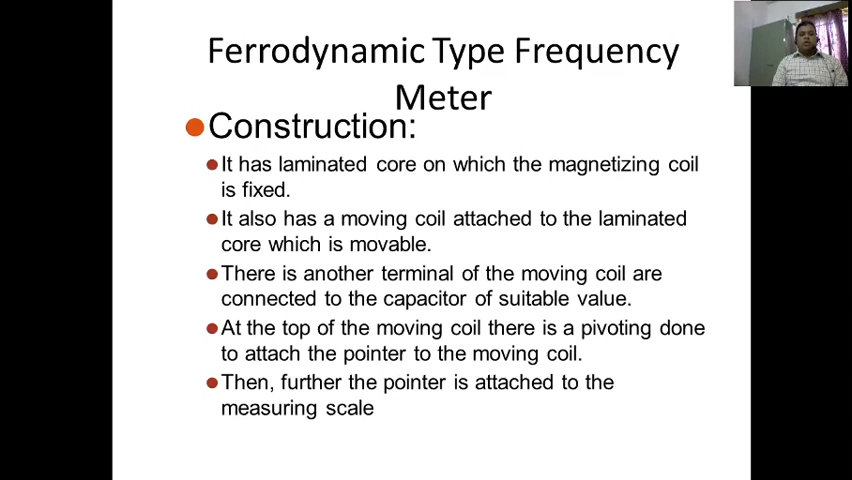 Ferrodynamic Type Frequency
Meter
Construction:
It has laminated core on which the magnetizing coil
is fixed.
It also has a moving coil attached to the laminated
core which is movable.
There is another terminal of the moving coil are
connected to the capacitor of suitable value.
At the top of the moving coil there is a pivoting done
to attach the pointer to the moving coil.
Then, further the pointer is attached to the
measuring scale